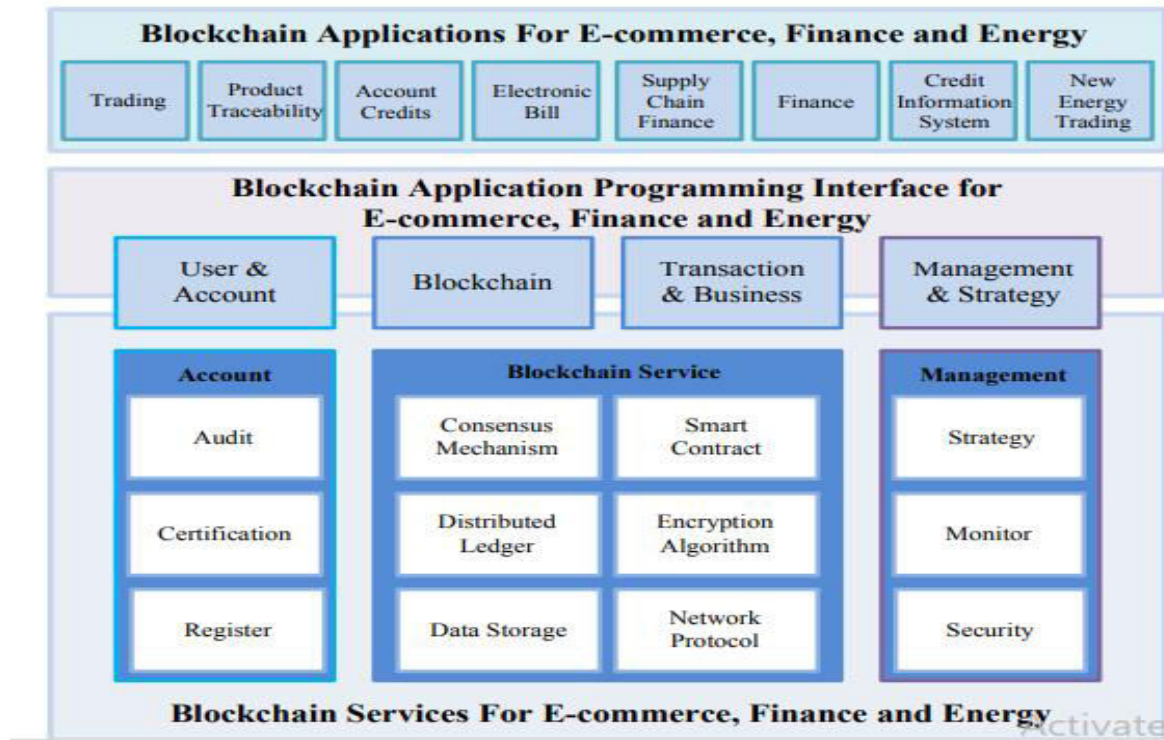 Blockchain Applications For E-commerce, Finance and Energy
Trading
Product
Traceability
Account
Credits
Electronic
Bill
Supply
Chain
Finance
Finance
Credit
Information
System
New
Energy
Trading
Blockchain Application Programming Interface for
E-commerce, Finance and Energy
User &
Account
Blockchain
Transaction
& Business
Management
& Strategy
Account
Audit
Certification
Register
Blockchain Service
Consensus
Mechanism
Smart
Contract
Distributed
Ledger
Encryption
Algorithm
Data Storage
Network
Protocol
Management
Strategy
Monitor
Security
Blockchain Services For E-commerce, Finance and Energy
Activate